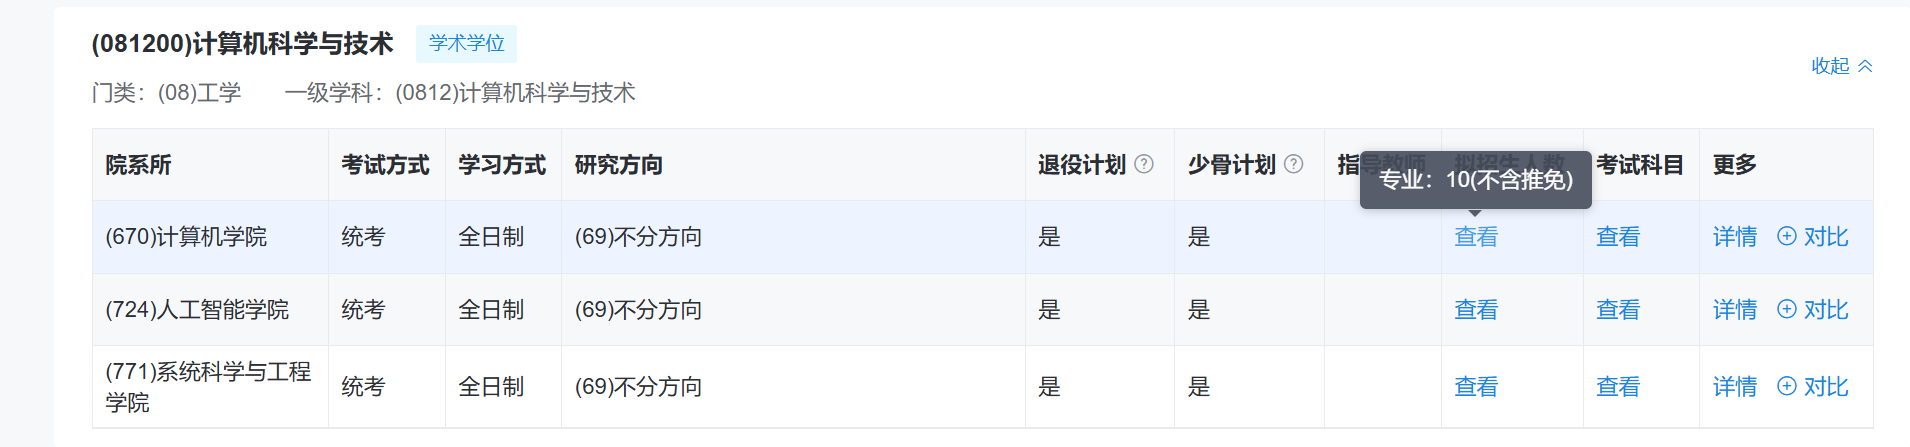 (081200)计算机科学与技术 学术学位
收起
门类：(08)工学 一级学科：(0812)计算机科学与技术
院系所 考试方式 学习方式 研究方向 退役计划 少骨计划 指导教师 拟招生人数 考试科目 更多
专业：10(不含推免)
(670)计算机学院 统考 全日制 (69)不分方向 是 是 查看 查看 详情 对比
(724)人工智能学院 统考 全日制 (69)不分方向 是 是 查看 查看 详情 对比
(771)系统科学与工程
学院 统考 全日制 (69)不分方向 是 是 查看 查看 详情 对比